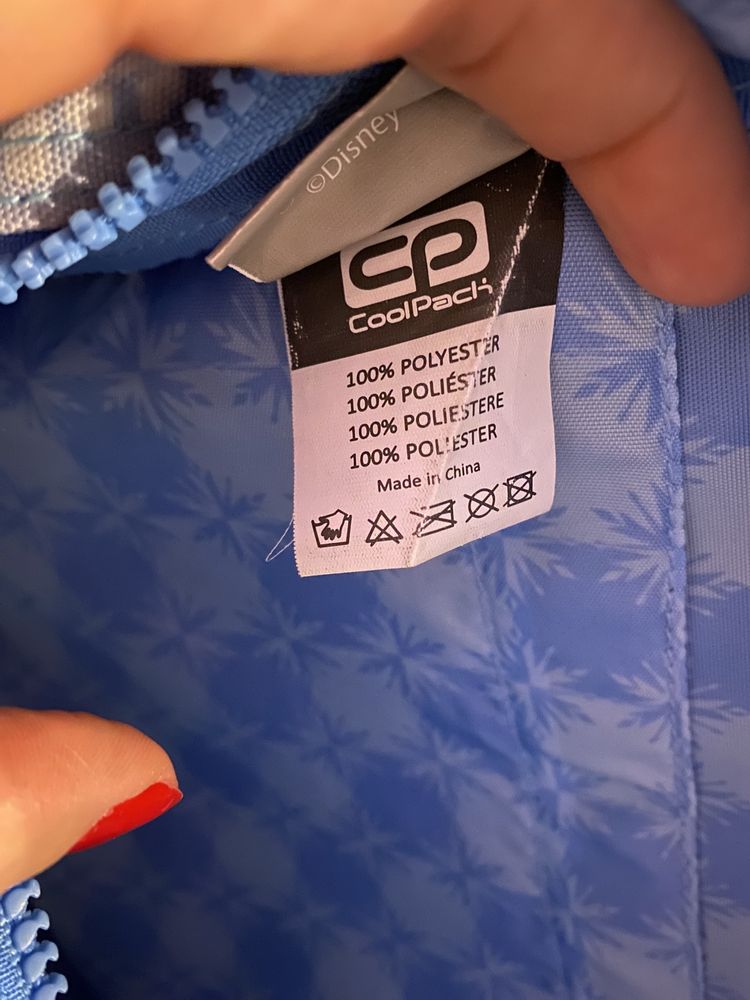 ©Disney
CP
CoolPack
100% POLYESTER
100% POLIÉSTER
100% POLIESTERE
100% POLIESTER
Made in China